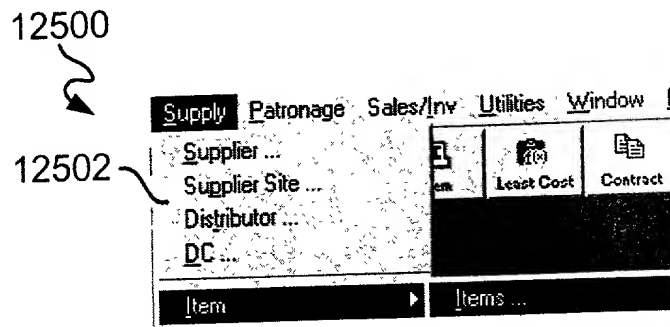 12500
Supply Patronage Sales/Inv Utilities Window
Supplier ...
Supplier Site ...
12502
Distributor ...
DC ...
f(x)
Least Cost Contract
Item Items ...